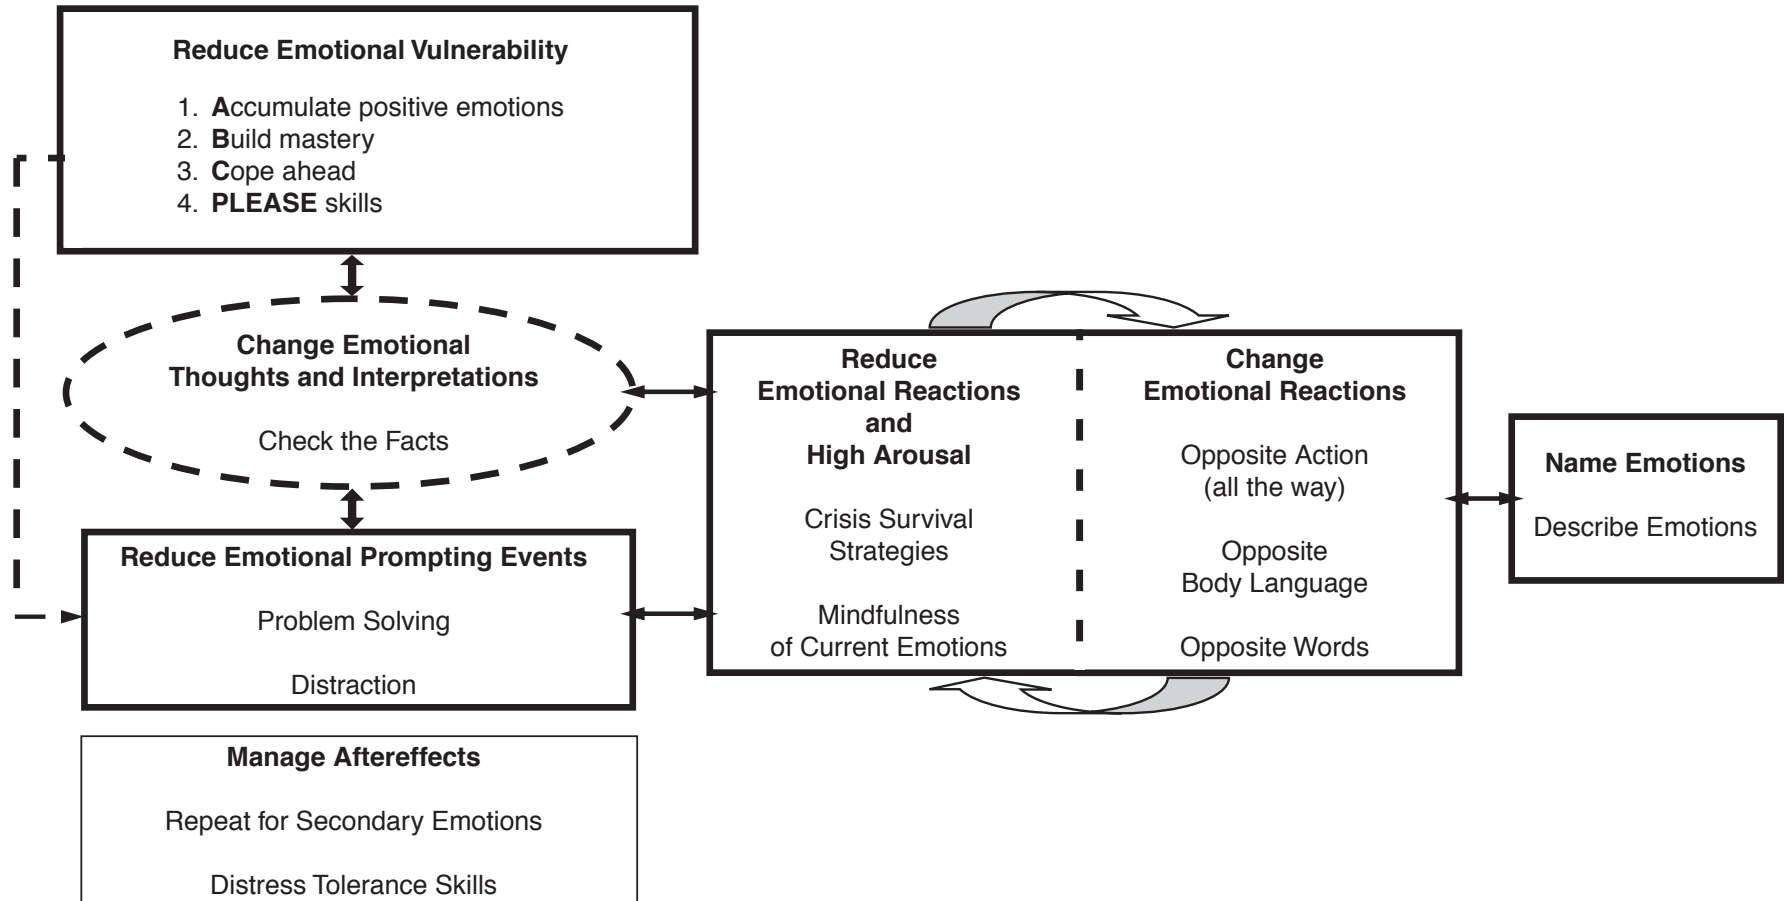 Reduce Emotional Vulnerability
1. Accumulate positive emotions
2. Build mastery
3. Cope ahead
4. PLEASE skills
Change Emotional
Thoughts and Interpretations
Check the Facts
Reduce Emotional Prompting Events
Problem Solving
Distraction
Manage Aftereffects
Repeat for Secondary Emotions
Distress Tolerance Skills
Reduce
Emotional Reactions
and
High Arousal
Crisis Survival
Strategies
Mindfulness
of Current Emotions
Change
Emotional Reactions
Opposite Action
(all the way)
Opposite
Body Language
Opposite Words
Name Emotions
Describe Emotions